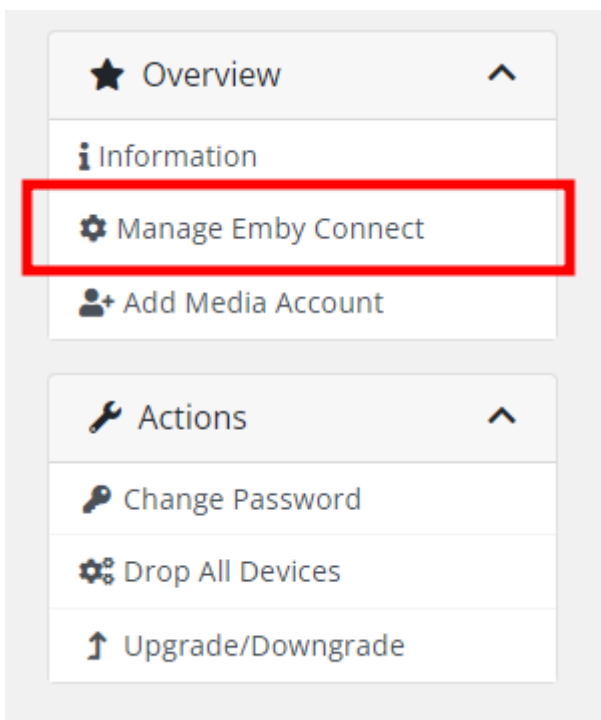 Overview
Information
Manage Emby Connect
Add Media Account
Actions
Change Password
Drop All Devices
Upgrade/Downgrade